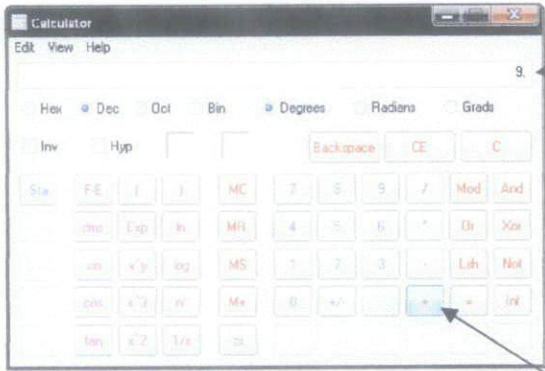 Calculator
Edit View Help
9.
Hex Dec Oct Bin Degrees Radians Grads
Inv Hyp Backspace CE C
Sta F-E ( ) MC 7 8 9 / Mod And
dms Exp ln MR 4 5 6 * Or Xor
sin x^y log MS 1 2 3 - Lsh Not
cos x^3 n! M+ 0 +/- . + = Int
tan x^2 1/x pi